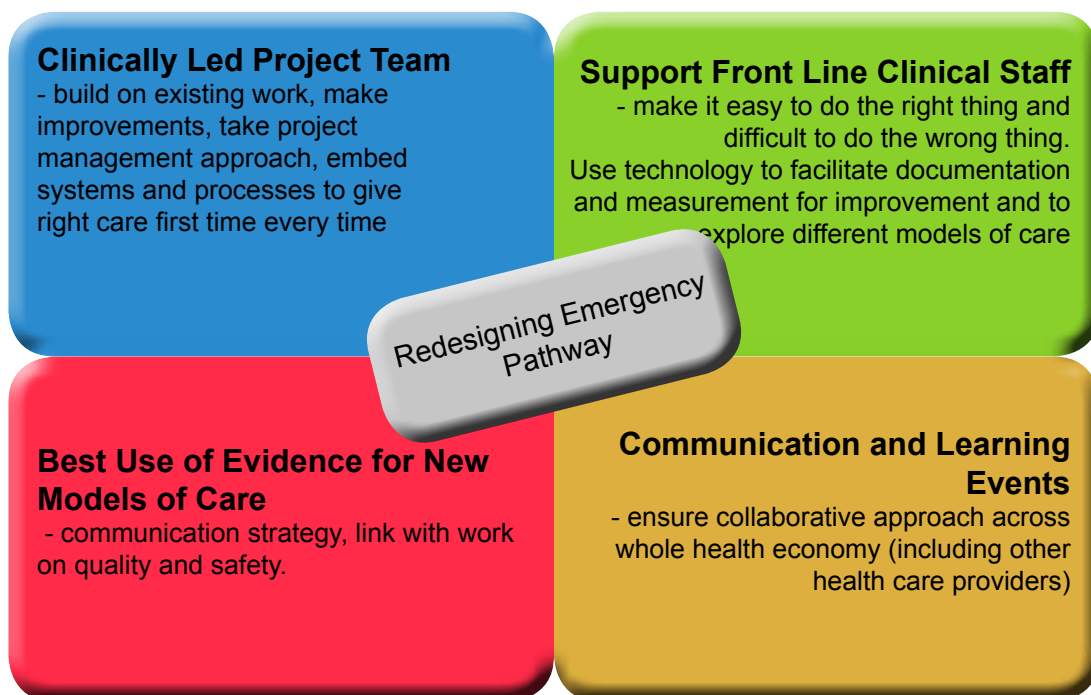 Clinically Led Project Team
- build on existing work, make
improvements, take project
management approach, embed
systems and processes to give
right care first time every time
Support Front Line Clinical Staff
- make it easy to do the right thing and
difficult to do the wrong thing.
Use technology to facilitate documentation
and measurement for improvement and to
explore different models of care
Redesigning Emergency
Pathway
Best Use of Evidence for New
Models of Care
- communication strategy, link with work
on quality and safety.
Communication and Learning
Events
- ensure collaborative approach across
whole health economy (including other
health care providers)